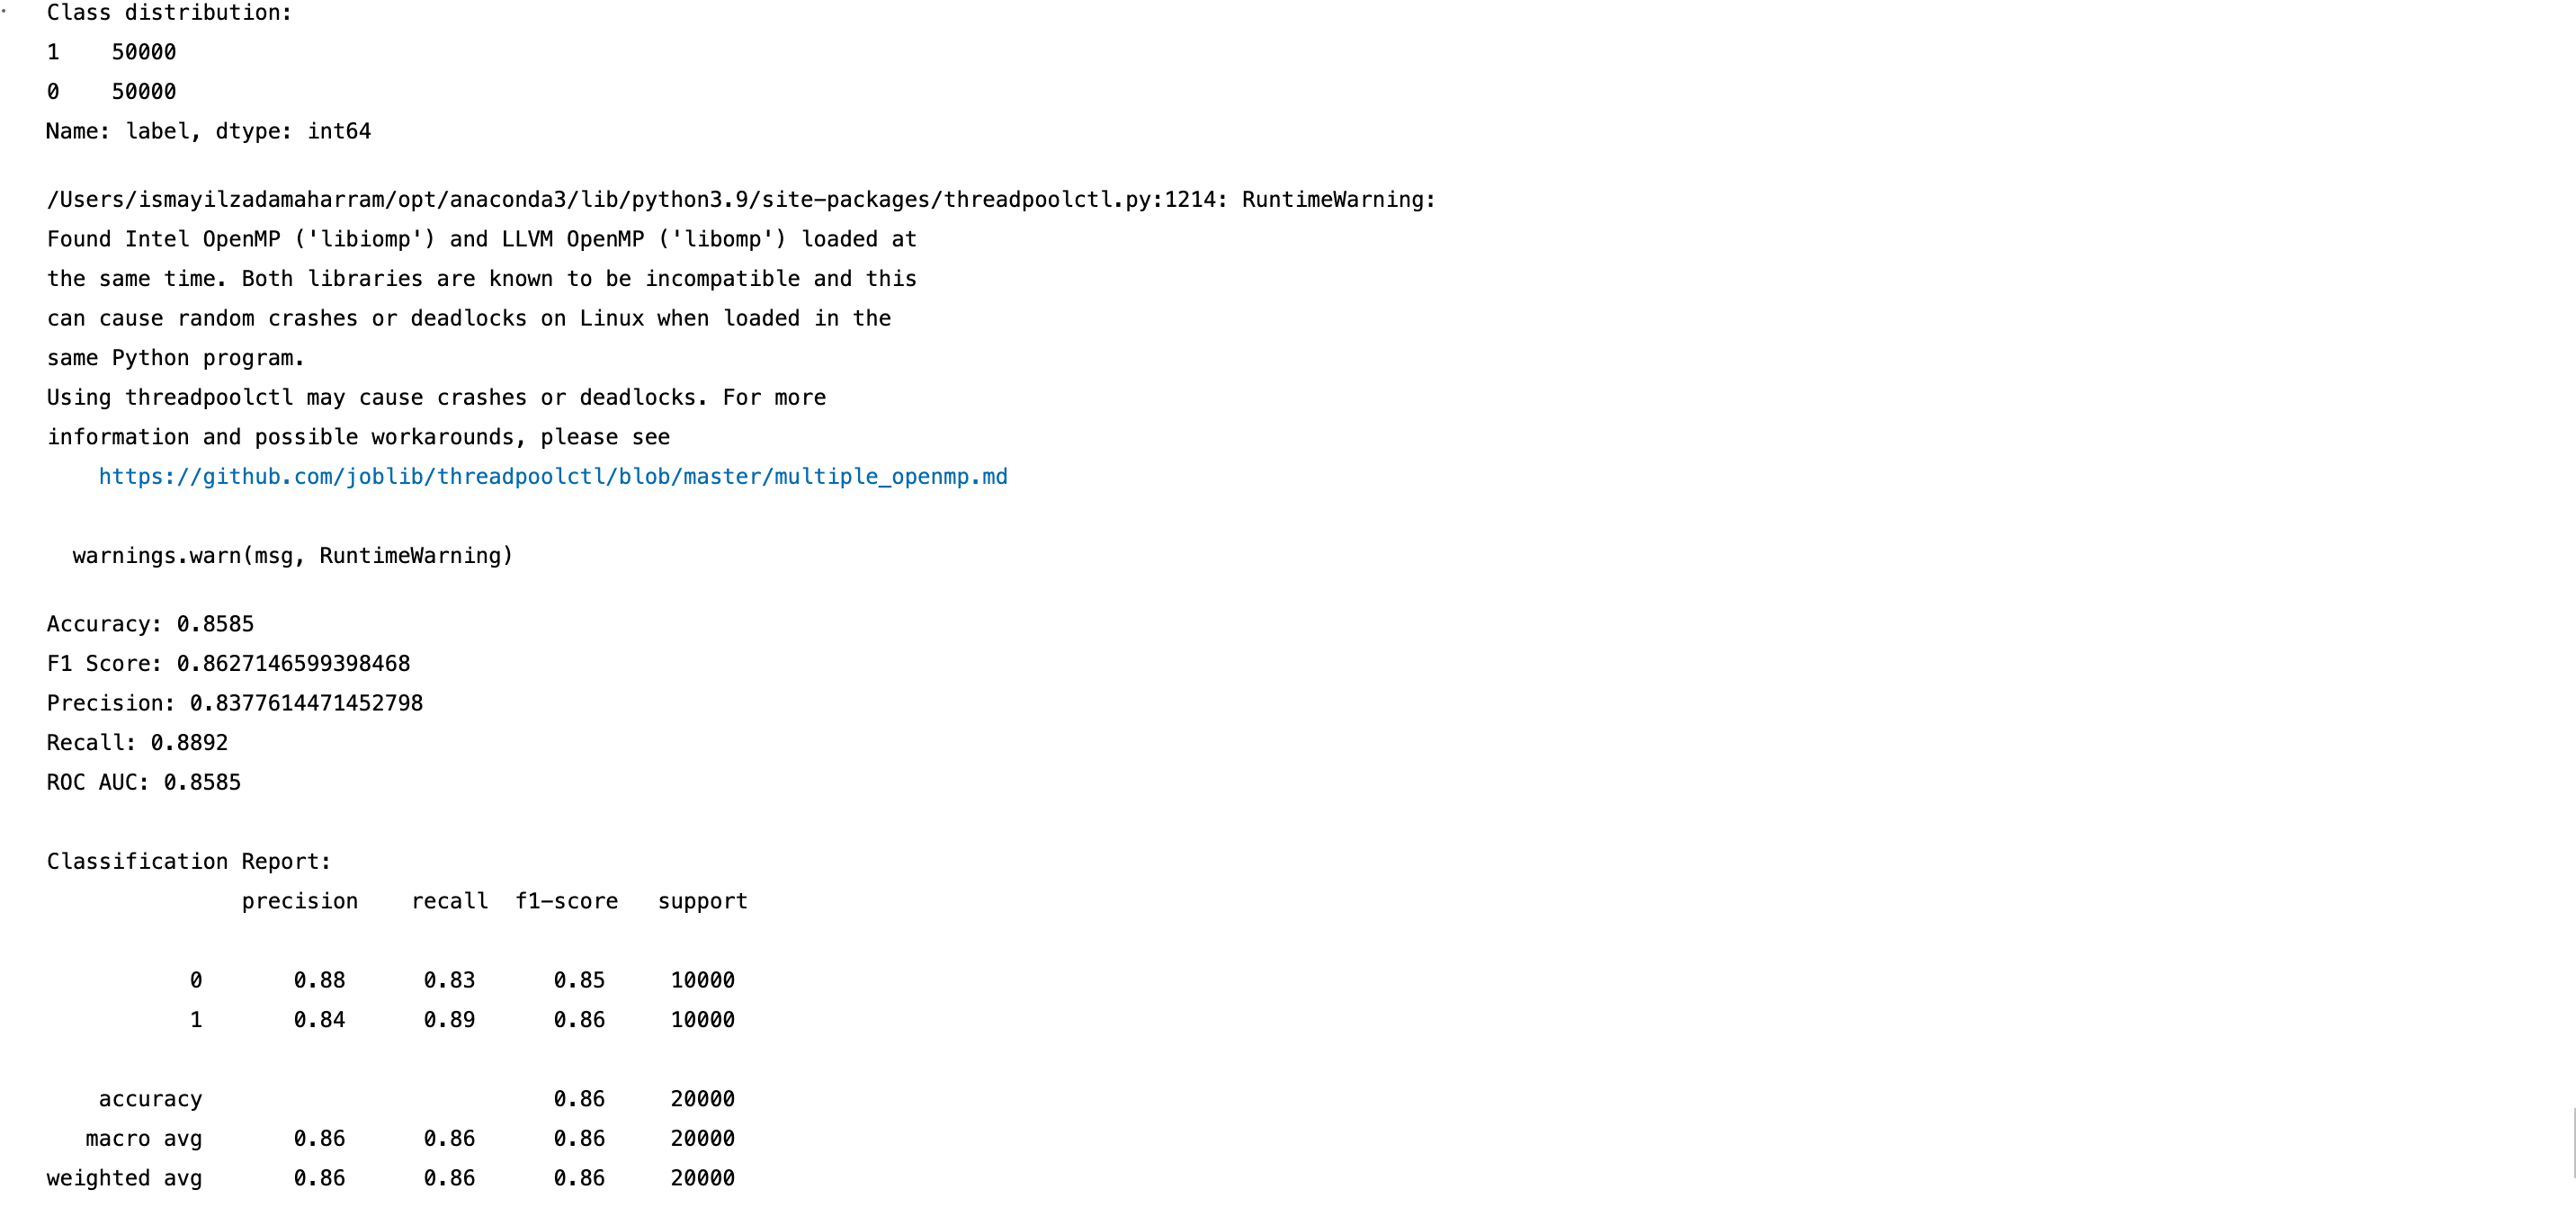 Class distribution:
1    50000
0    50000
Name: label, dtype: int64
/Users/ismayilzadamaharram/opt/anaconda3/lib/python3.9/site-packages/threadpoolctl.py:1214: RuntimeWarning:
Found Intel OpenMP ('libiomp') and LLVM OpenMP ('libomp') loaded at
the same time. Both libraries are known to be incompatible and this
can cause random crashes or deadlocks on Linux when loaded in the
same Python program.
Using threadpoolctl may cause crashes or deadlocks. For more
information and possible workarounds, please see
    https://github.com/joblib/threadpoolctl/blob/master/multiple_openmp.md
  warnings.warn(msg, RuntimeWarning)
Accuracy: 0.8585
F1 Score: 0.8627146599398468
Precision: 0.8377614471452798
Recall: 0.8892
ROC AUC: 0.8585
Classification Report:
               precision    recall  f1-score   support
           0       0.88      0.83      0.85     10000
           1       0.84      0.89      0.86     10000
    accuracy                           0.86     20000
   macro avg       0.86      0.86      0.86     20000
weighted avg       0.86      0.86      0.86     20000